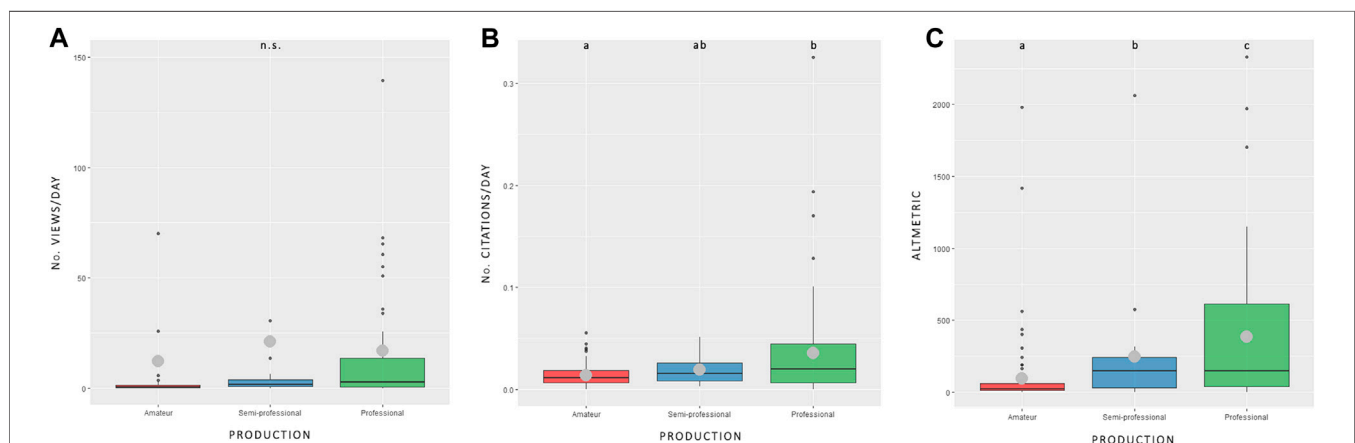 A
n.s.
150
100
50
0
No. VIEWS/DAY
Amateur Semi-professional Professional
PRODUCTION
B
a ab b
0.3
0.2
0.1
0.0
No. CITATIONS/DAY
Amateur Semi-professional Professional
PRODUCTION
C
a b c
2000
1500
1000
500
0
ALTMETRIC
Amateur Semi-professional Professional
PRODUCTION